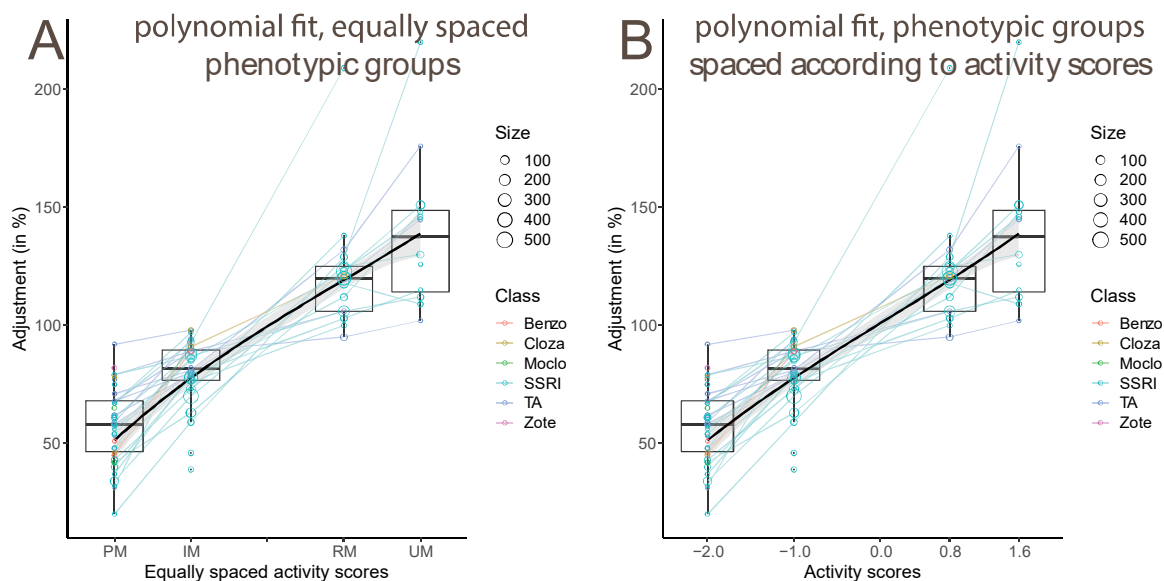 A
polynomial fit, equally spaced
phenotypic groups
Adjustment (in %)
200
150
100
50
PM IM RM UM
Equally spaced activity scores
Size
100
200
300
400
500
Class
Benzo
Cloza
Moclo
SSRI
TA
Zote
B
polynomial fit, phenotypic groups
spaced according to activity scores
Adjustment (in %)
200
150
100
50
−2.0 −1.0 0.0 0.8 1.6
Activity scores
Size
100
200
300
400
500
Class
Benzo
Cloza
Moclo
SSRI
TA
Zote